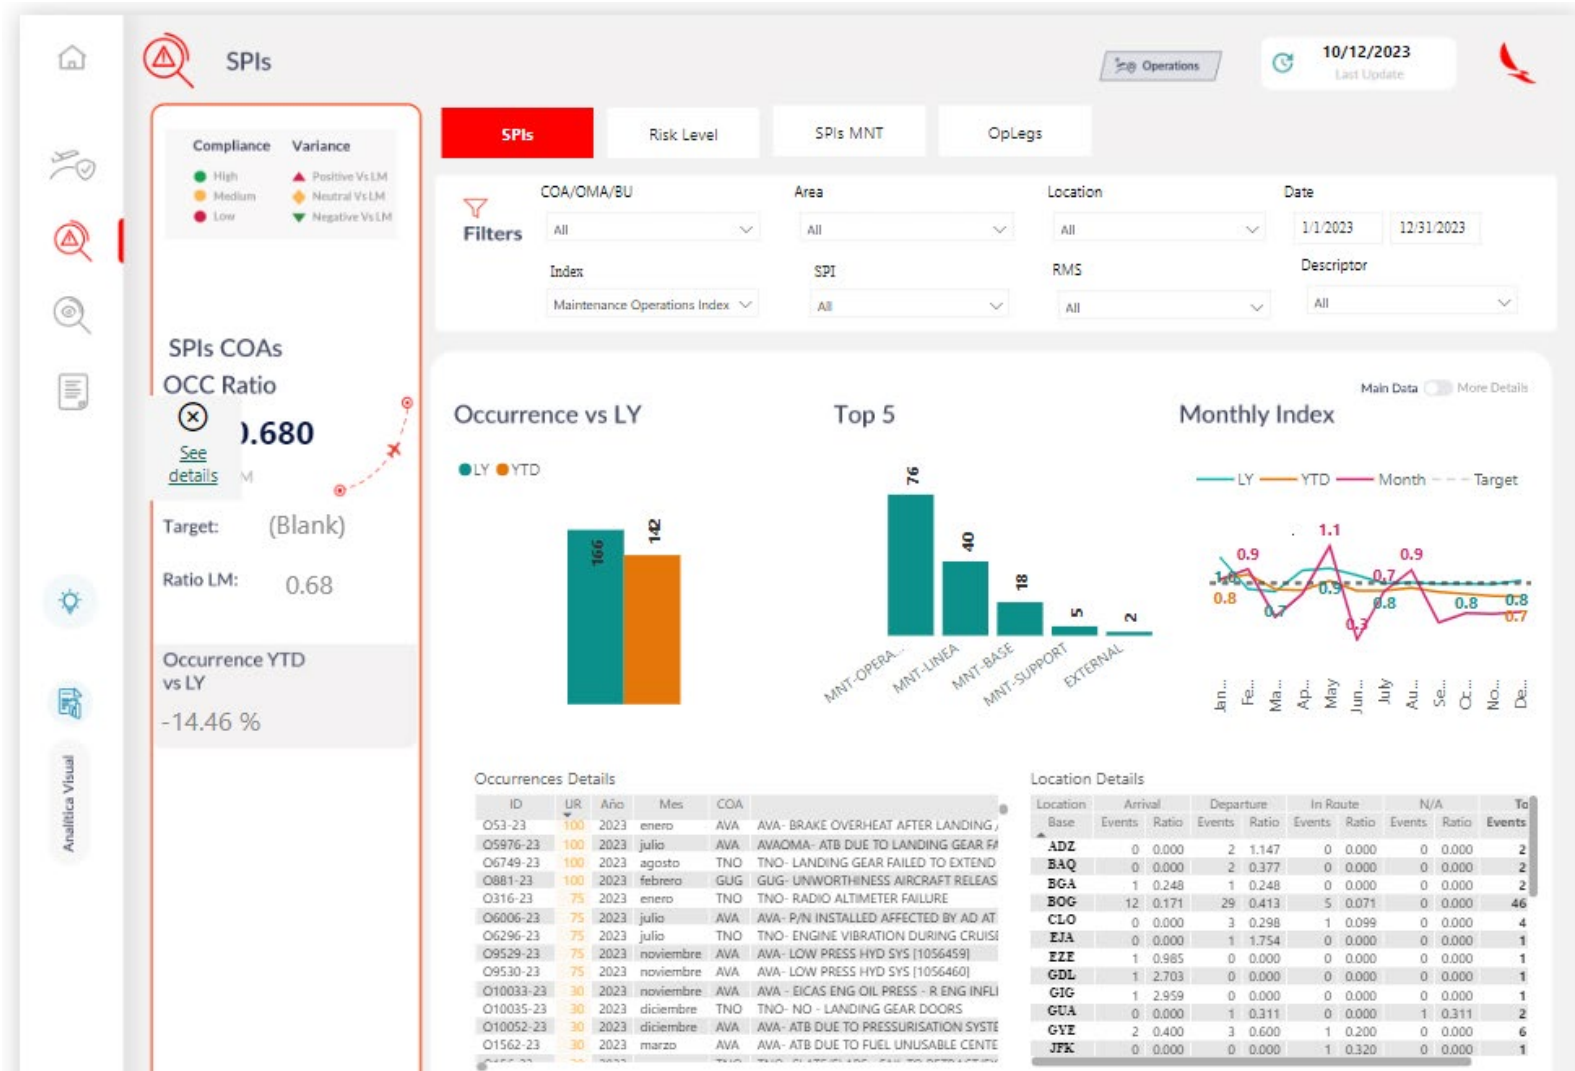 SPIs
Operations
10/12/2023
Last Update
Compliance Variance
High Positive Vs LM
Medium Neutral Vs LM
Low Negative Vs LM
SPIs COAs
OCC Ratio
0.680
See
details
M
Target: (Blank)
Ratio LM: 0.68
Occurrence YTD
vs LY
-14.46 %
Analítica Visual
SPIs Risk Level SPIs MNT OpLegs
Filters
COA/OMA/BU Area Location Date
All All All 1/1/2023 12/31/2023
Index SPI RMS Descriptor
Maintenance Operations Index All All All
Main Data More Details
Occurrence vs LY
LY YTD
166 142
Top 5
76 40 18 5 2
MNT-OPERA... MNT-LINEA MNT-BASE MNT-SUPPORT EXTERNAL
Monthly Index
LY YTD Month Target
1.1
0.9 0.9
1.0 0.7
0.8 0.7 0.9 0.8 0.8 0.8
0.3 0.7
Jan... Fe... Ma... Ap... May Jun... July Au... Se... Oc... No... De...
Occurrences Details
ID UR Año Mes COA
O53-23 100 2023 enero AVA AVA- BRAKE OVERHEAT AFTER LANDING
O5976-23 100 2023 julio AVA AVAOMA- ATB DUE TO LANDING GEAR FA
O6749-23 100 2023 agosto TNO TNO- LANDING GEAR FAILED TO EXTEND
O881-23 100 2023 febrero GUG GUG- UNWORTHINESS AIRCRAFT RELEAS
O316-23 75 2023 enero TNO TNO- RADIO ALTIMETER FAILURE
O6006-23 75 2023 julio AVA AVA- P/N INSTALLED AFFECTED BY AD AT
O6296-23 75 2023 julio TNO TNO- ENGINE VIBRATION DURING CRUISE
O9529-23 75 2023 noviembre AVA AVA- LOW PRESS HYD SYS [1056459]
O9530-23 75 2023 noviembre AVA AVA- LOW PRESS HYD SYS [1056460]
O10033-23 30 2023 noviembre AVA AVA - EICAS ENG OIL PRESS - R ENG INFLI
O10035-23 30 2023 diciembre TNO TNO- NO - LANDING GEAR DOORS
O10052-23 30 2023 diciembre AVA AVA- ATB DUE TO PRESSURISATION SYSTE
O1562-23 30 2023 marzo AVA AVA- ATB DUE TO FUEL UNUSABLE CENTE
Location Details
Location Arrival Departure In Route N/A To
Base Events Ratio Events Ratio Events Ratio Events Ratio Events
ADZ 0 0.000 2 1.147 0 0.000 0 0.000 2
BAQ 0 0.000 2 0.377 0 0.000 0 0.000 2
BGA 1 0.248 1 0.248 0 0.000 0 0.000 2
BOG 12 0.171 29 0.413 5 0.071 0 0.000 46
CLO 0 0.000 3 0.298 1 0.099 0 0.000 4
EJA 0 0.000 1 1.754 0 0.000 0 0.000 1
EZE 1 0.985 0 0.000 0 0.000 0 0.000 1
GDL 1 2.703 0 0.000 0 0.000 0 0.000 1
GIG 1 2.959 0 0.000 0 0.000 0 0.000 1
GUA 0 0.000 1 0.311 0 0.000 1 0.311 2
GYE 2 0.400 3 0.600 1 0.200 0 0.000 6
JFK 0 0.000 0 0.000 1 0.320 0 0.000 1